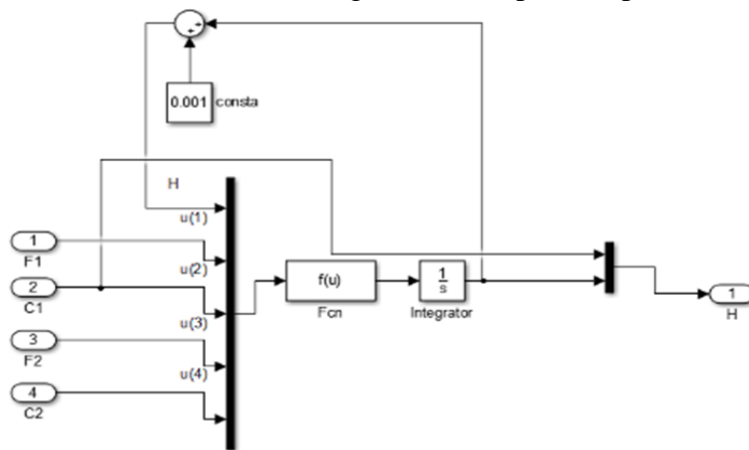 +
+
0.001 consta
H
u(1)
1
F1
u(2)
2
C1
u(3)
3
F2
u(4)
4
C2
f(u)
Fcn
1
s
Integrator
1
H